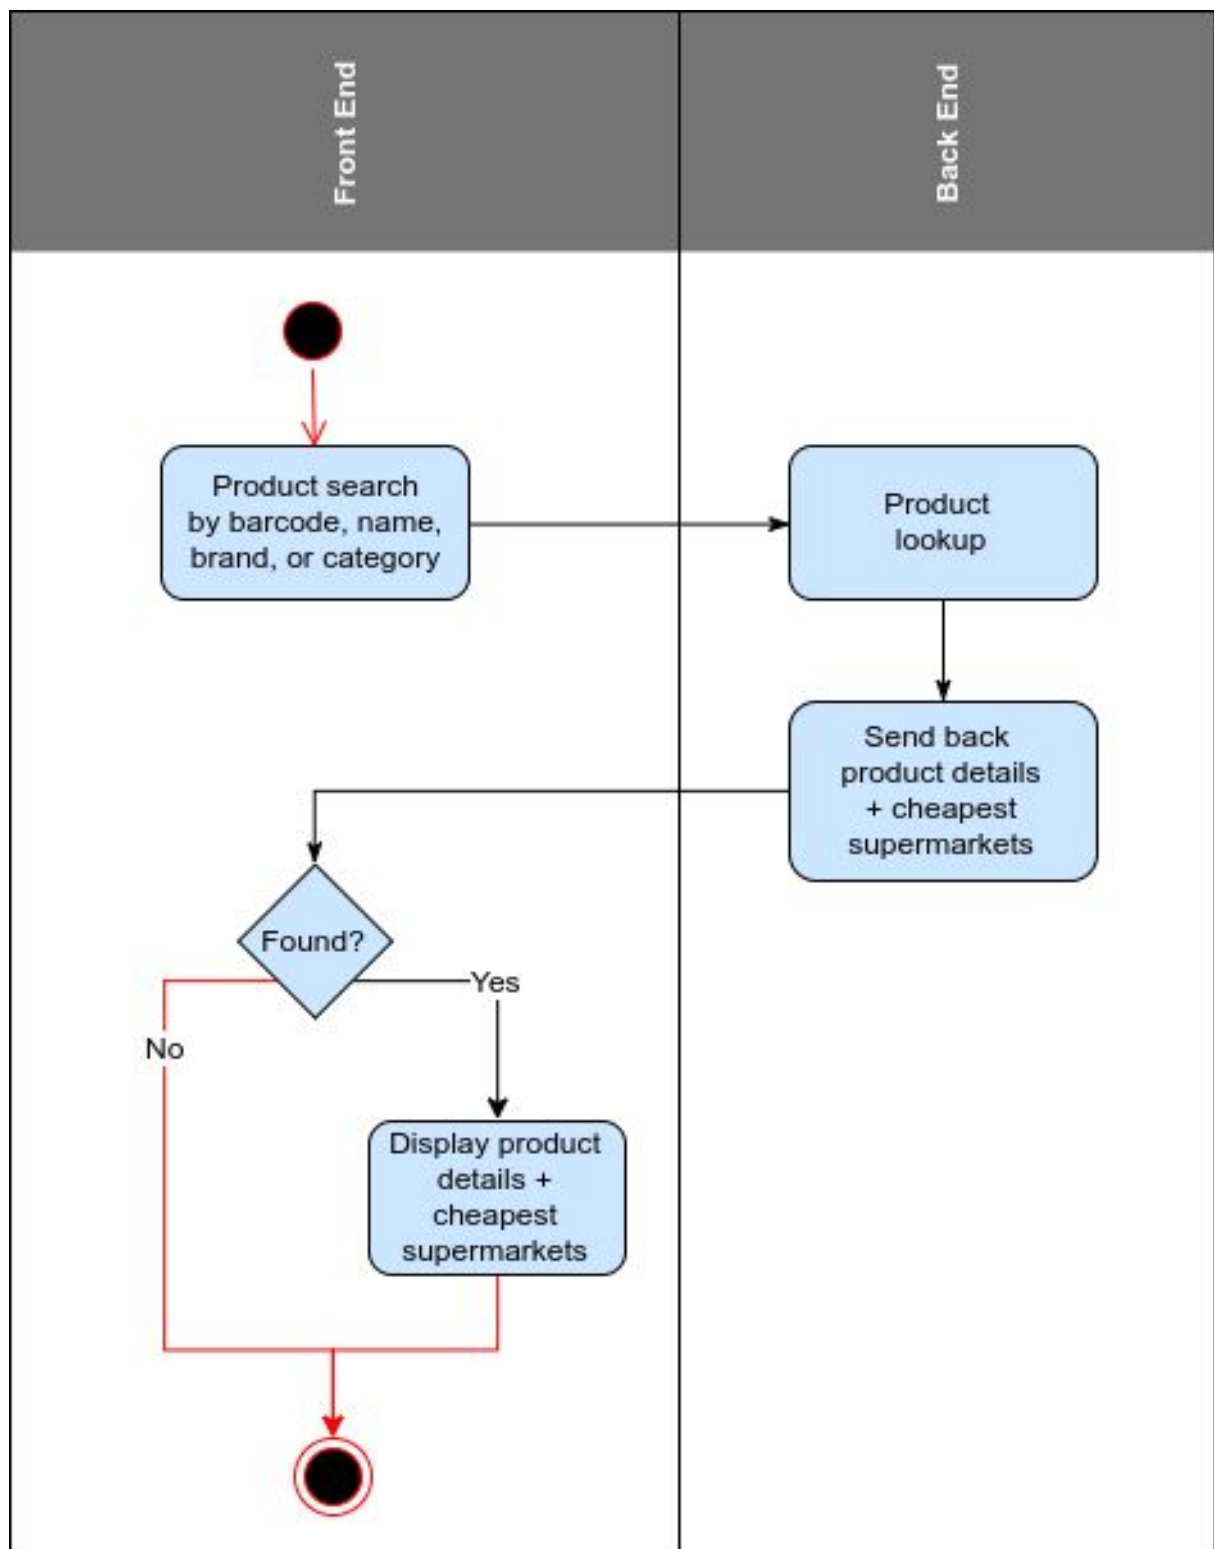 Front End
Back End
Product search
by barcode, name,
brand, or category
Product
lookup
Send back
product details
+ cheapest
supermarkets
Found?
Yes
No
Display product
details +
cheapest
supermarkets